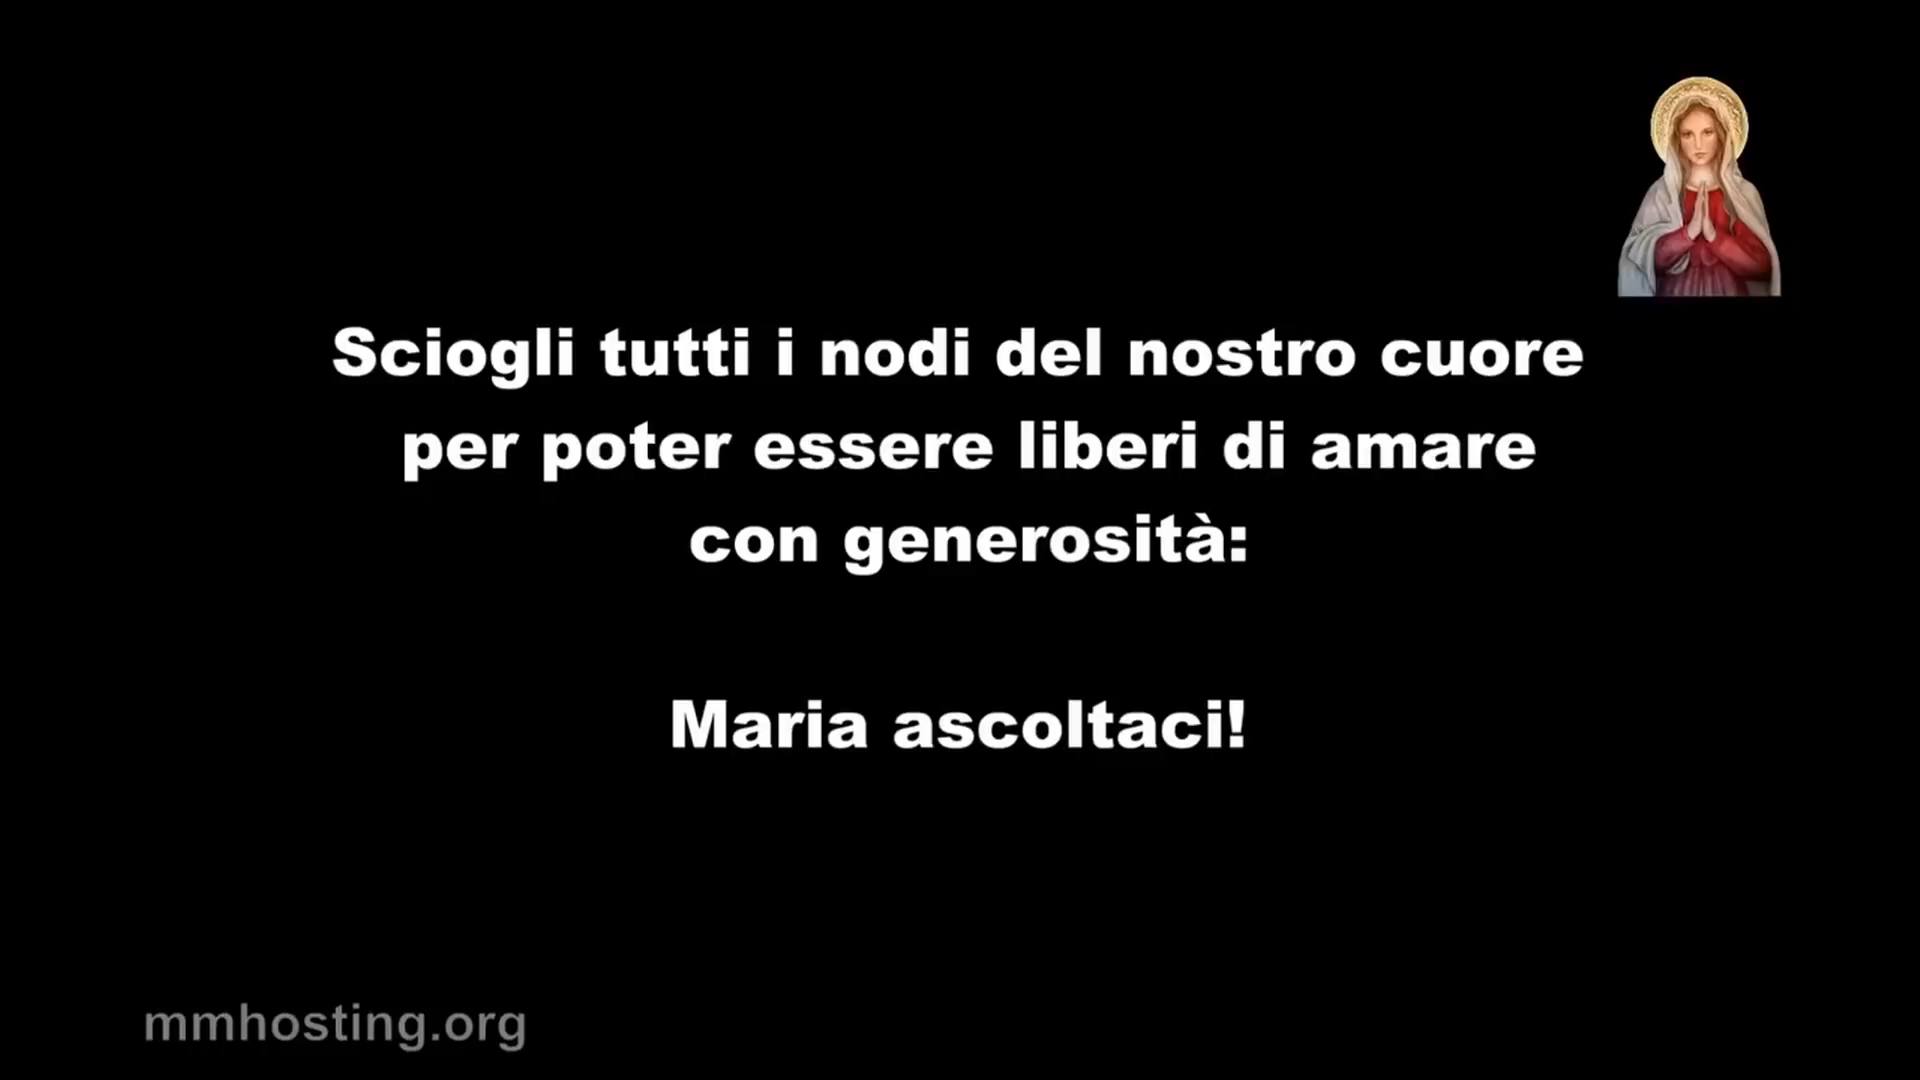 Sciogli tutti i nodi del nostro cuore
per poter essere liberi di amare
con generosità:
Maria ascoltaci!
mmhosting.org